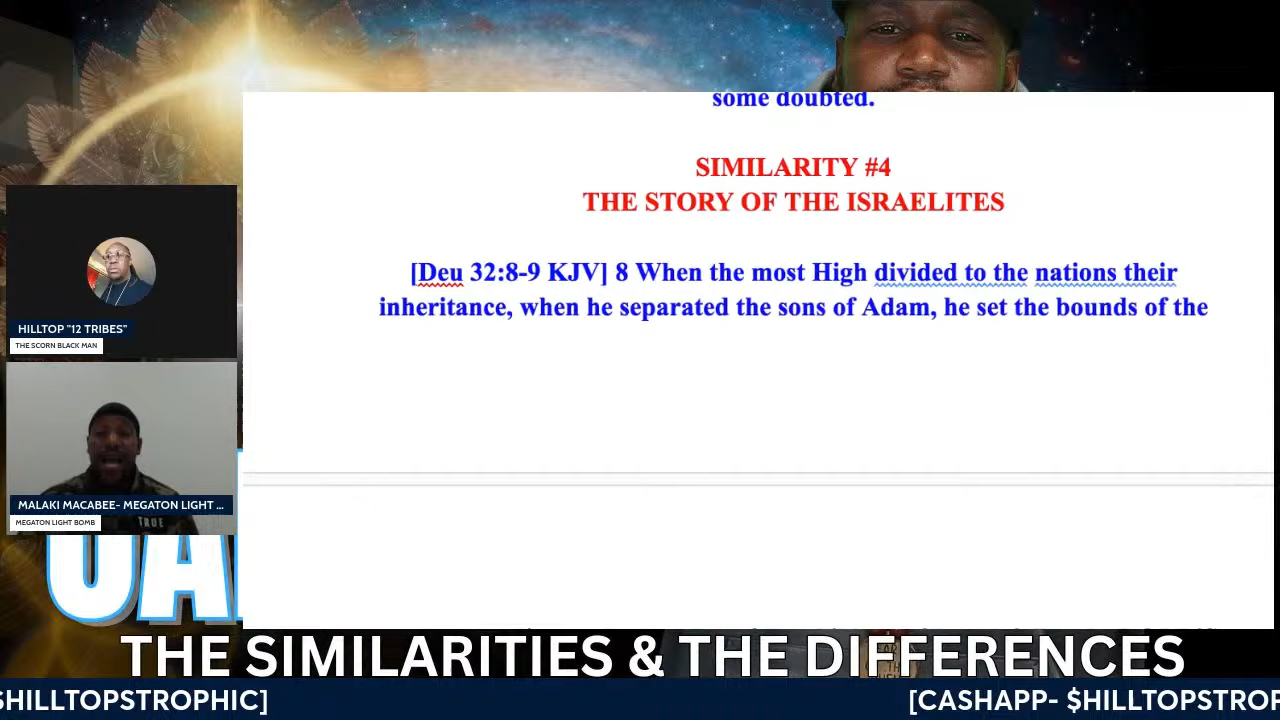 some doubted.
SIMILARITY #4
THE STORY OF THE ISRAELITES
[Deu 32:8-9 KJV] 8 When the most High divided to the nations their
inheritance, when he separated the sons of Adam, he set the bounds of the
HILLTOP "12 TRIBES"
THE SCORN BLACK MAN
MALAKI MACABEE- MEGATON LIGHT ...
MEGATON LIGHT BOMB
TRUE
THE SIMILARITIES & THE DIFFERENCES
$HILLTOPSTROPHIC]
[CASHAPP- $HILLTOPSTROP